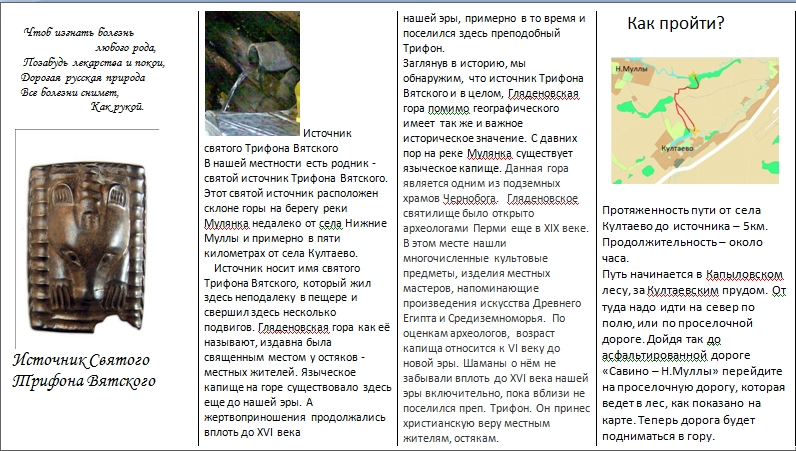 Чтоб изгнать болезнь
любого рода,
Позабудь лекарства и покои,
Дорогая русская природа
Все болезни снимет,
Как рукой.
Источник Святого
Трифона Вятского
Источник
святого Трифона Вятского
В нашей местности есть родник -
святой источник Трифона Вятского.
Этот святой источник расположен
склоне горы на берегу реки
Мулянка недалеко от села Нижние
Муллы и примерно в пяти
километрах от села Култаево.
Источник носит имя святого
Трифона Вятского, который жил
здесь неподалеку в пещере и
свершил здесь несколько
подвигов. Гляденовская гора как её
называют, издавна была
священным местом у остяков -
местных жителей. Языческое
капище на горе существовало здесь
еще до нашей эры. А
жертвоприношения продолжались
вплоть до XVI века
нашей эры, примерно в то время и
поселился здесь преподобный
Трифон.
Заглянув в историю, мы
обнаружим, что источник Трифона
Вятского и в целом, Гляденовская
гора помимо географического
имеет так же и важное
историческое значение. С давних
пор на реке Мулянка существует
языческое капище. Данная гора
является одним из подземных
храмов Чернобога. Гляденовское
святилище было открыто
археологами Перми еще в XIX веке.
В этом месте нашли
многочисленные культовые
предметы, изделия местных
мастеров, напоминающие
произведения искусства Древнего
Египта и Средиземноморья. По
оценкам археологов, возраст
капища относится к VI веку до
новой эры. Шаманы о нём не
забывали вплоть до XVI века нашей
эры включительно, пока вблизи не
поселился преп. Трифон. Он принес
христианскую веру местным
жителям, остякам.
Как пройти?
Н.Муллы
Култаево
Протяженность пути от села
Култаево до источника – 5км.
Продолжительность – около
часа.
Путь начинается в Капыловском
лесу, за Култаевским прудом. От
туда надо идти на север по
полю, или по проселочной
дороге. Дойдя так до
асфальтированной дороге
«Савино – Н.Муллы» перейдите
на проселочную дорогу, которая
ведет в лес, как показано на
карте. Теперь дорога будет
подниматься в гору.